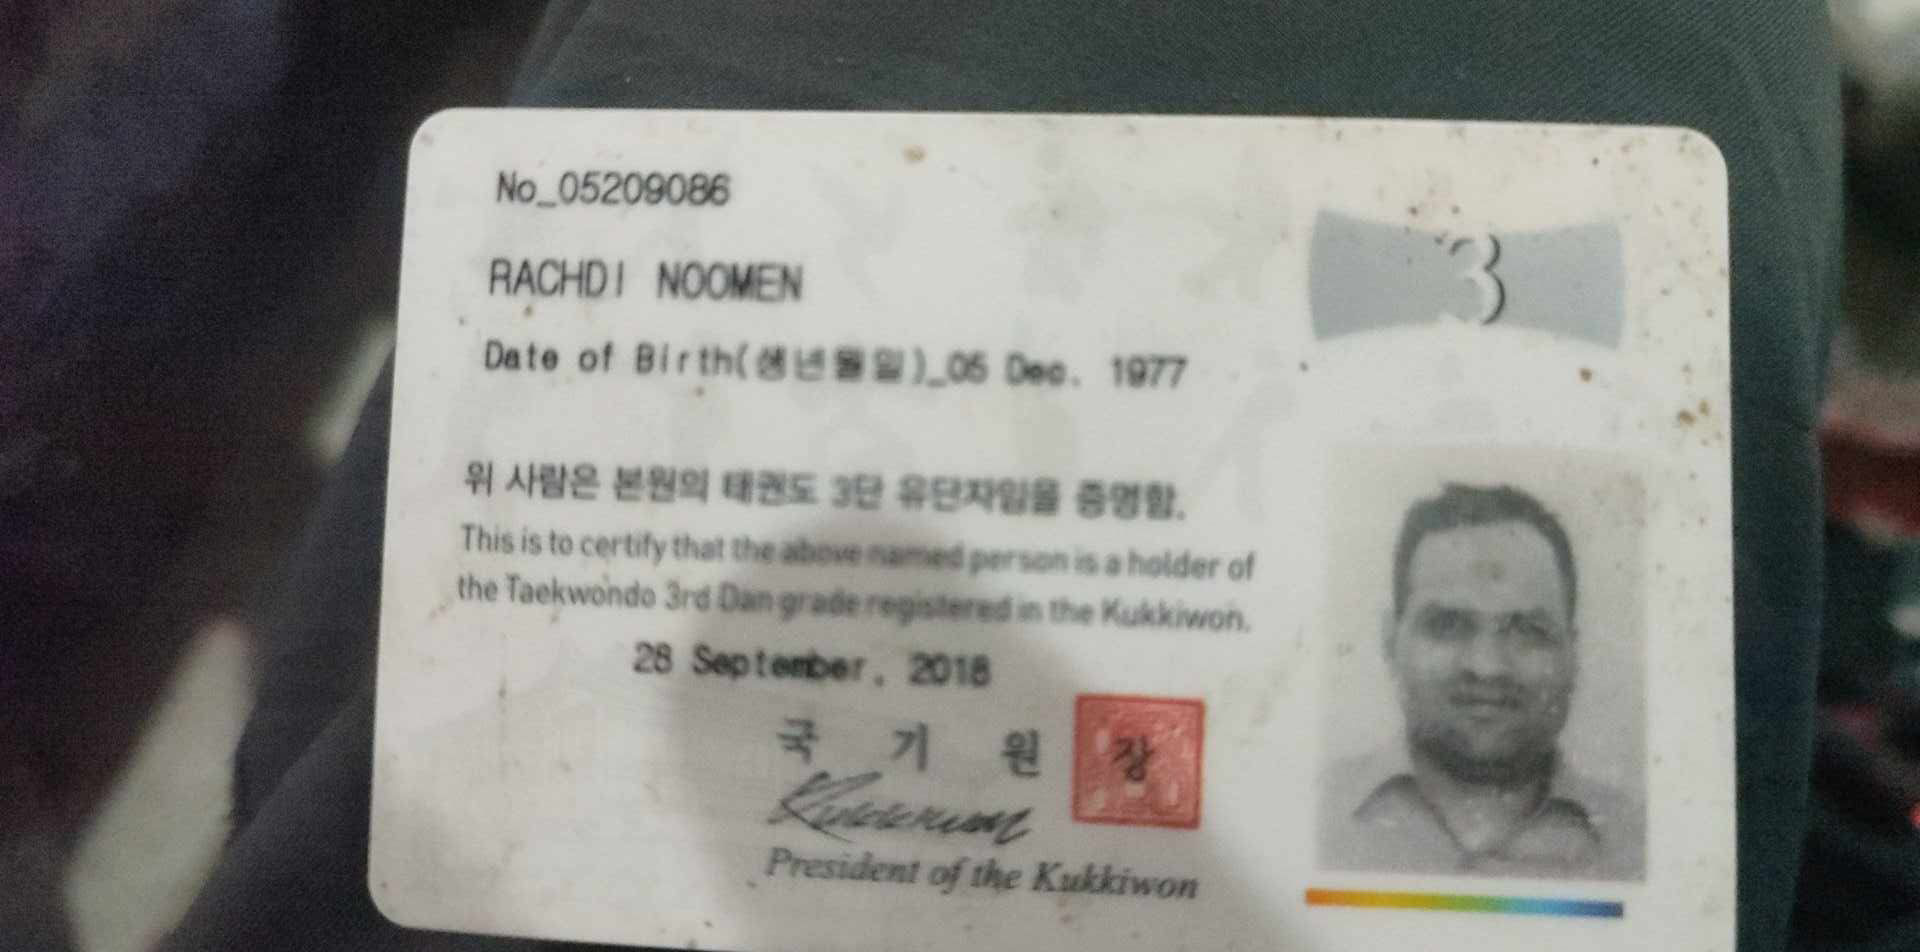 No_05209086
3
RACHDI NOOMEN
Date of Birth(생년월일)_05 Dec. 1977
위 사람은 본원의 태권도 3단 유단자임을 증명함.
This is to certify that the above named person is a holder of
the Taekwondo 3rd Dan grade registered in the Kukkiwon.
28 September, 2018
국 기 원 장
Kukkiwon
President of the Kukkiwon